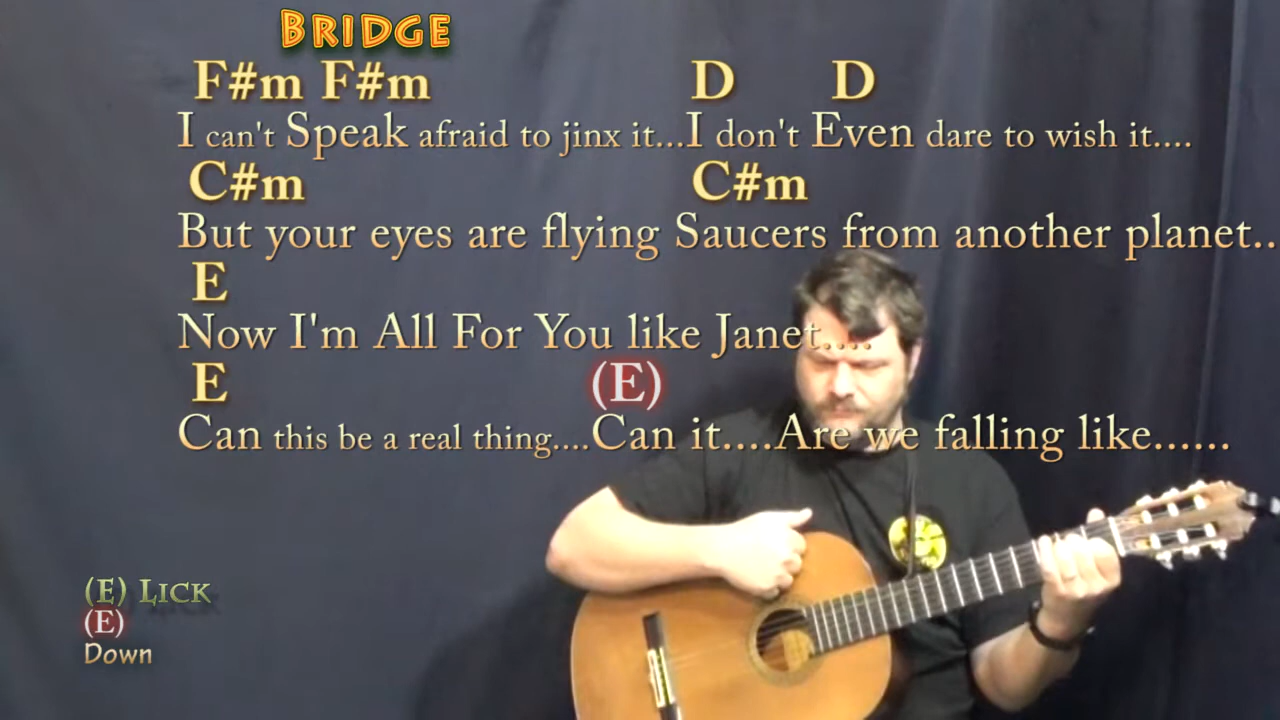 BRIDGE
F#m F#m D D
I can't Speak afraid to jinx it...I don't Even dare to wish it....
C#m C#m
But your eyes are flying Saucers from another planet..
E
Now I'm All For You like Janet....
E (E)
Can this be a real thing....Can it....Are we falling like......
(E) LICK
(E)
Down